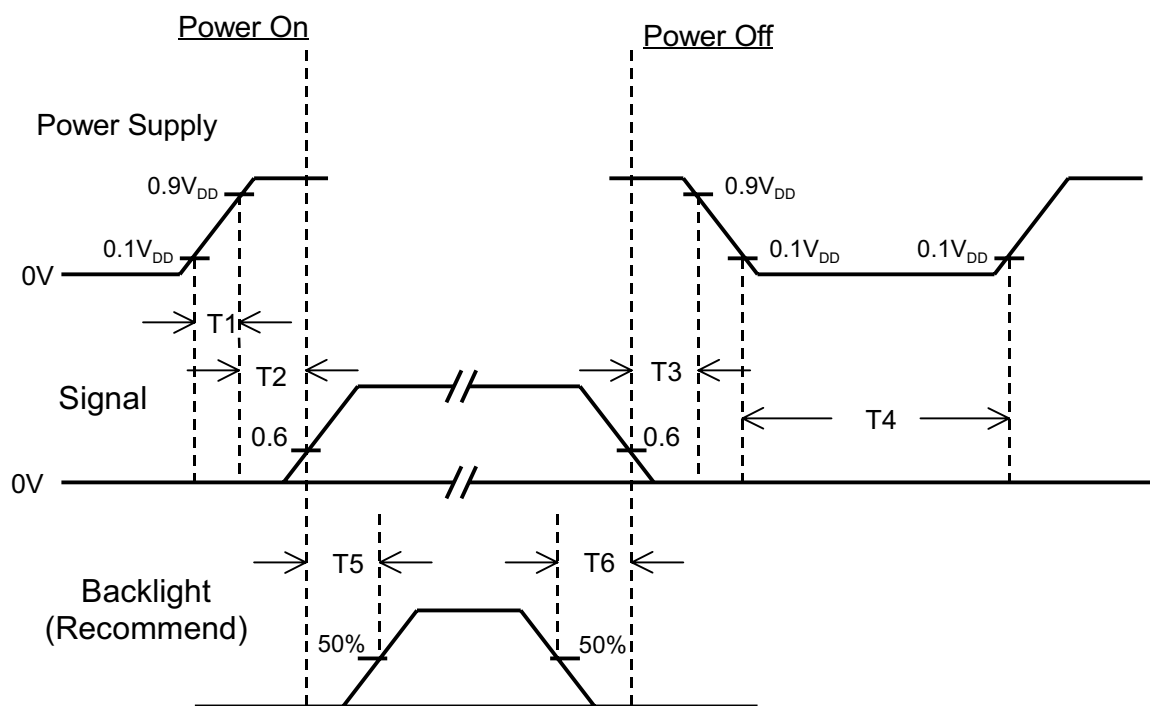 Power On
Power Off
Power Supply
0.9VDD
0.9VDD
0.1VDD
0.1VDD
0.1VDD
0V
T1
T2
T3
Signal
T4
0.6
0.6
0V
T5
T6
Backlight
(Recommend)
50%
50%